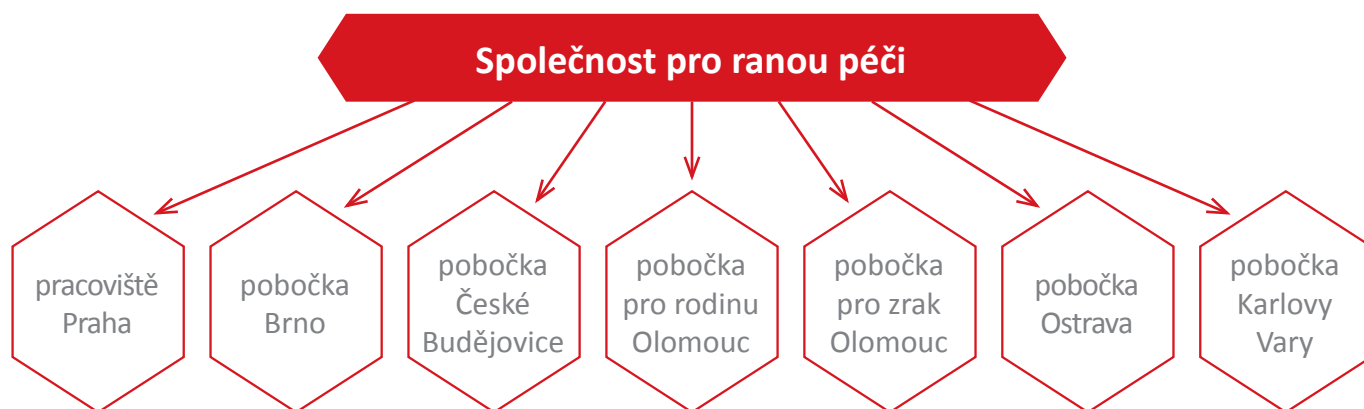 Společnost pro ranou péči
pracoviště
Praha
pobočka
Brno
pobočka
České
Budějovice
pobočka
pro rodinu
Olomouc
pobočka
pro zrak
Olomouc
pobočka
Ostrava
pobočka
Karlovy
Vary